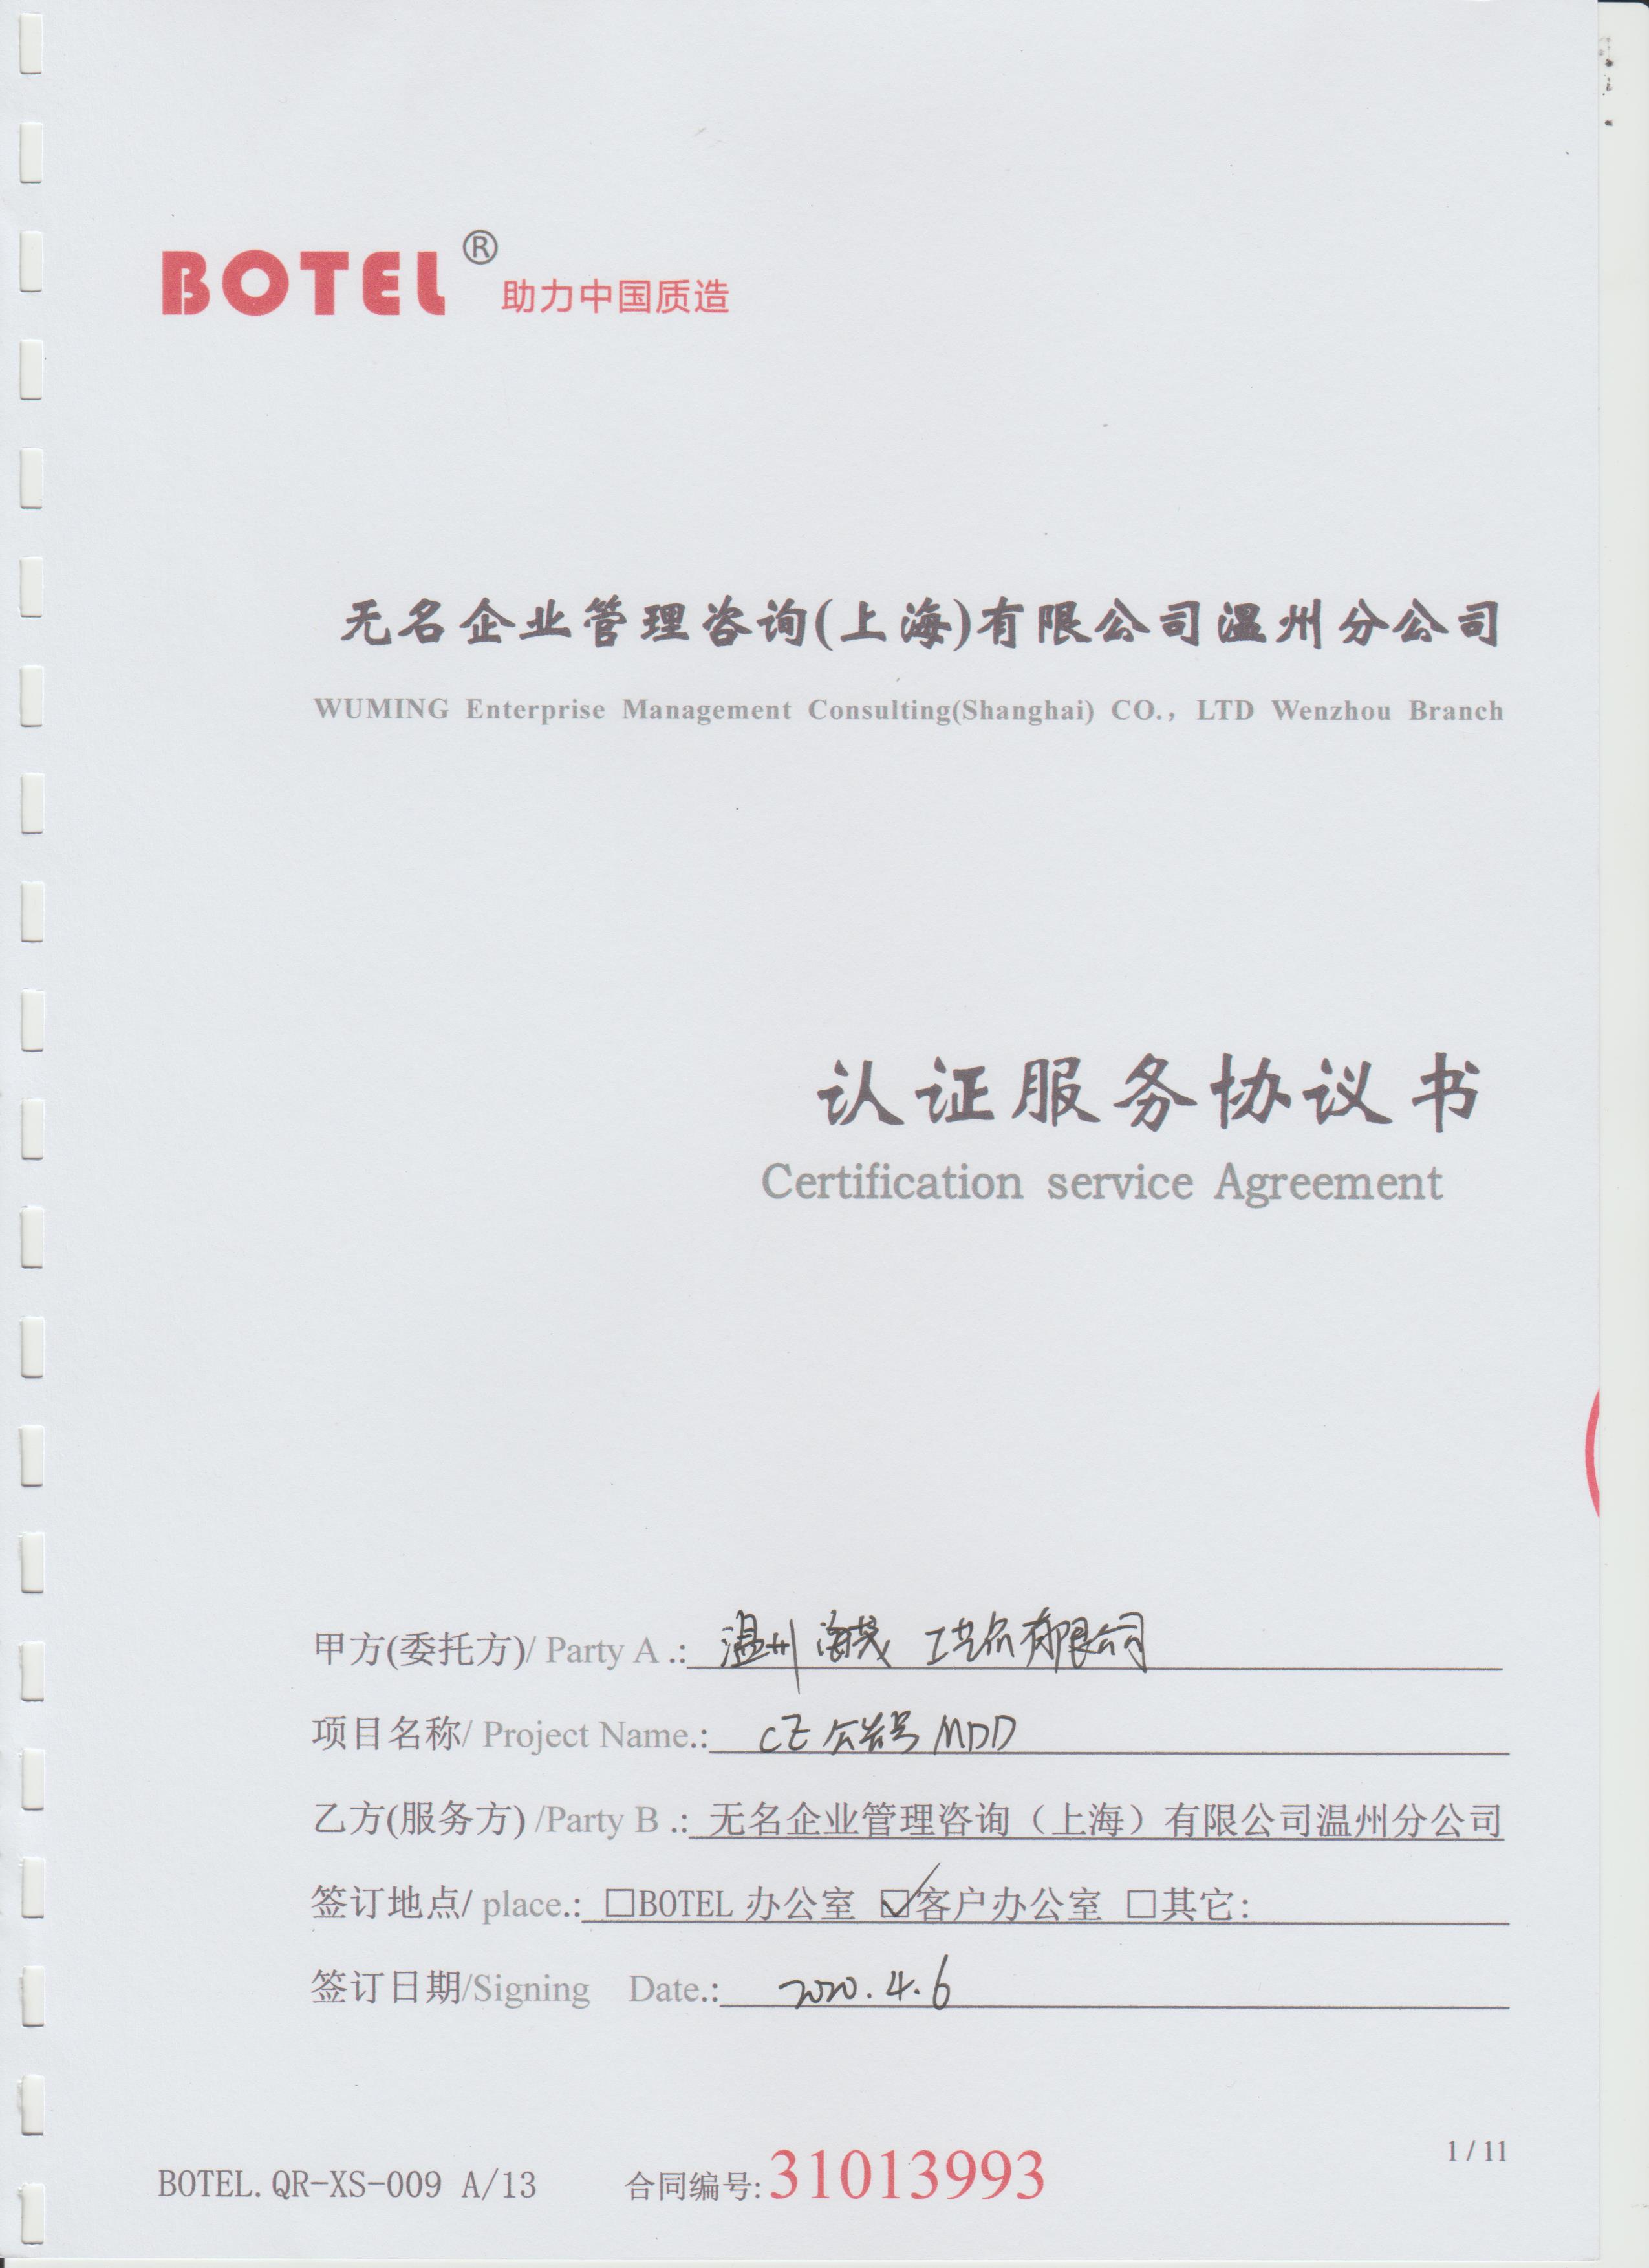 BOTEL® 助力中国质造
无名企业管理咨询(上海)有限公司温州分公司
WUMING Enterprise Management Consulting(Shanghai) CO., LTD Wenzhou Branch
认证服务协议书
Certification service Agreement
甲方(委托方)/ Party A .: 温州海茂工艺品有限公司
项目名称/ Project Name.: CE 公告号 MDD
乙方(服务方) /Party B .: 无名企业管理咨询（上海）有限公司温州分公司
签订地点/ place.: □BOTEL 办公室 ☑客户办公室 □其它:
签订日期/Signing Date.: 2020.4.6
1 / 11
BOTEL.QR-XS-009 A/13 合同编号: 31013993